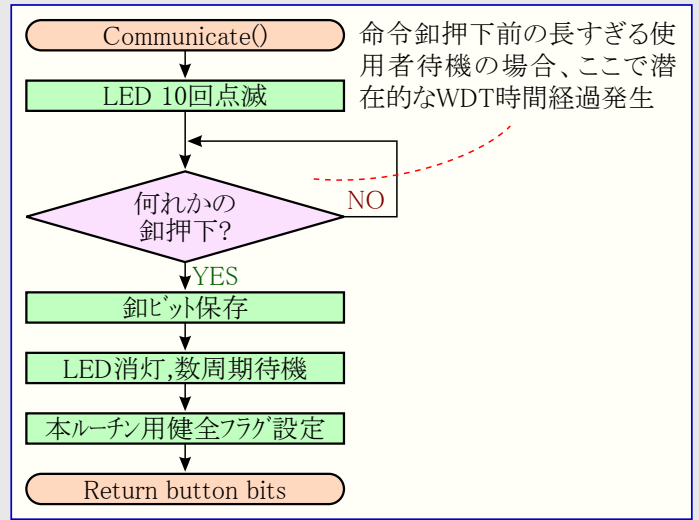 Communicate()
命令釦押下前の長すぎる使
用者待機の場合、ここで潜
在的なWDT時間経過発生
LED 10回点滅
何れかの
釦押下?
NO
YES
釦ﾋﾞｯﾄ保存
LED消灯,数周期待機
本ﾙｰﾁﾝ用健全ﾌﾗｸﾞ設定
Return button bits